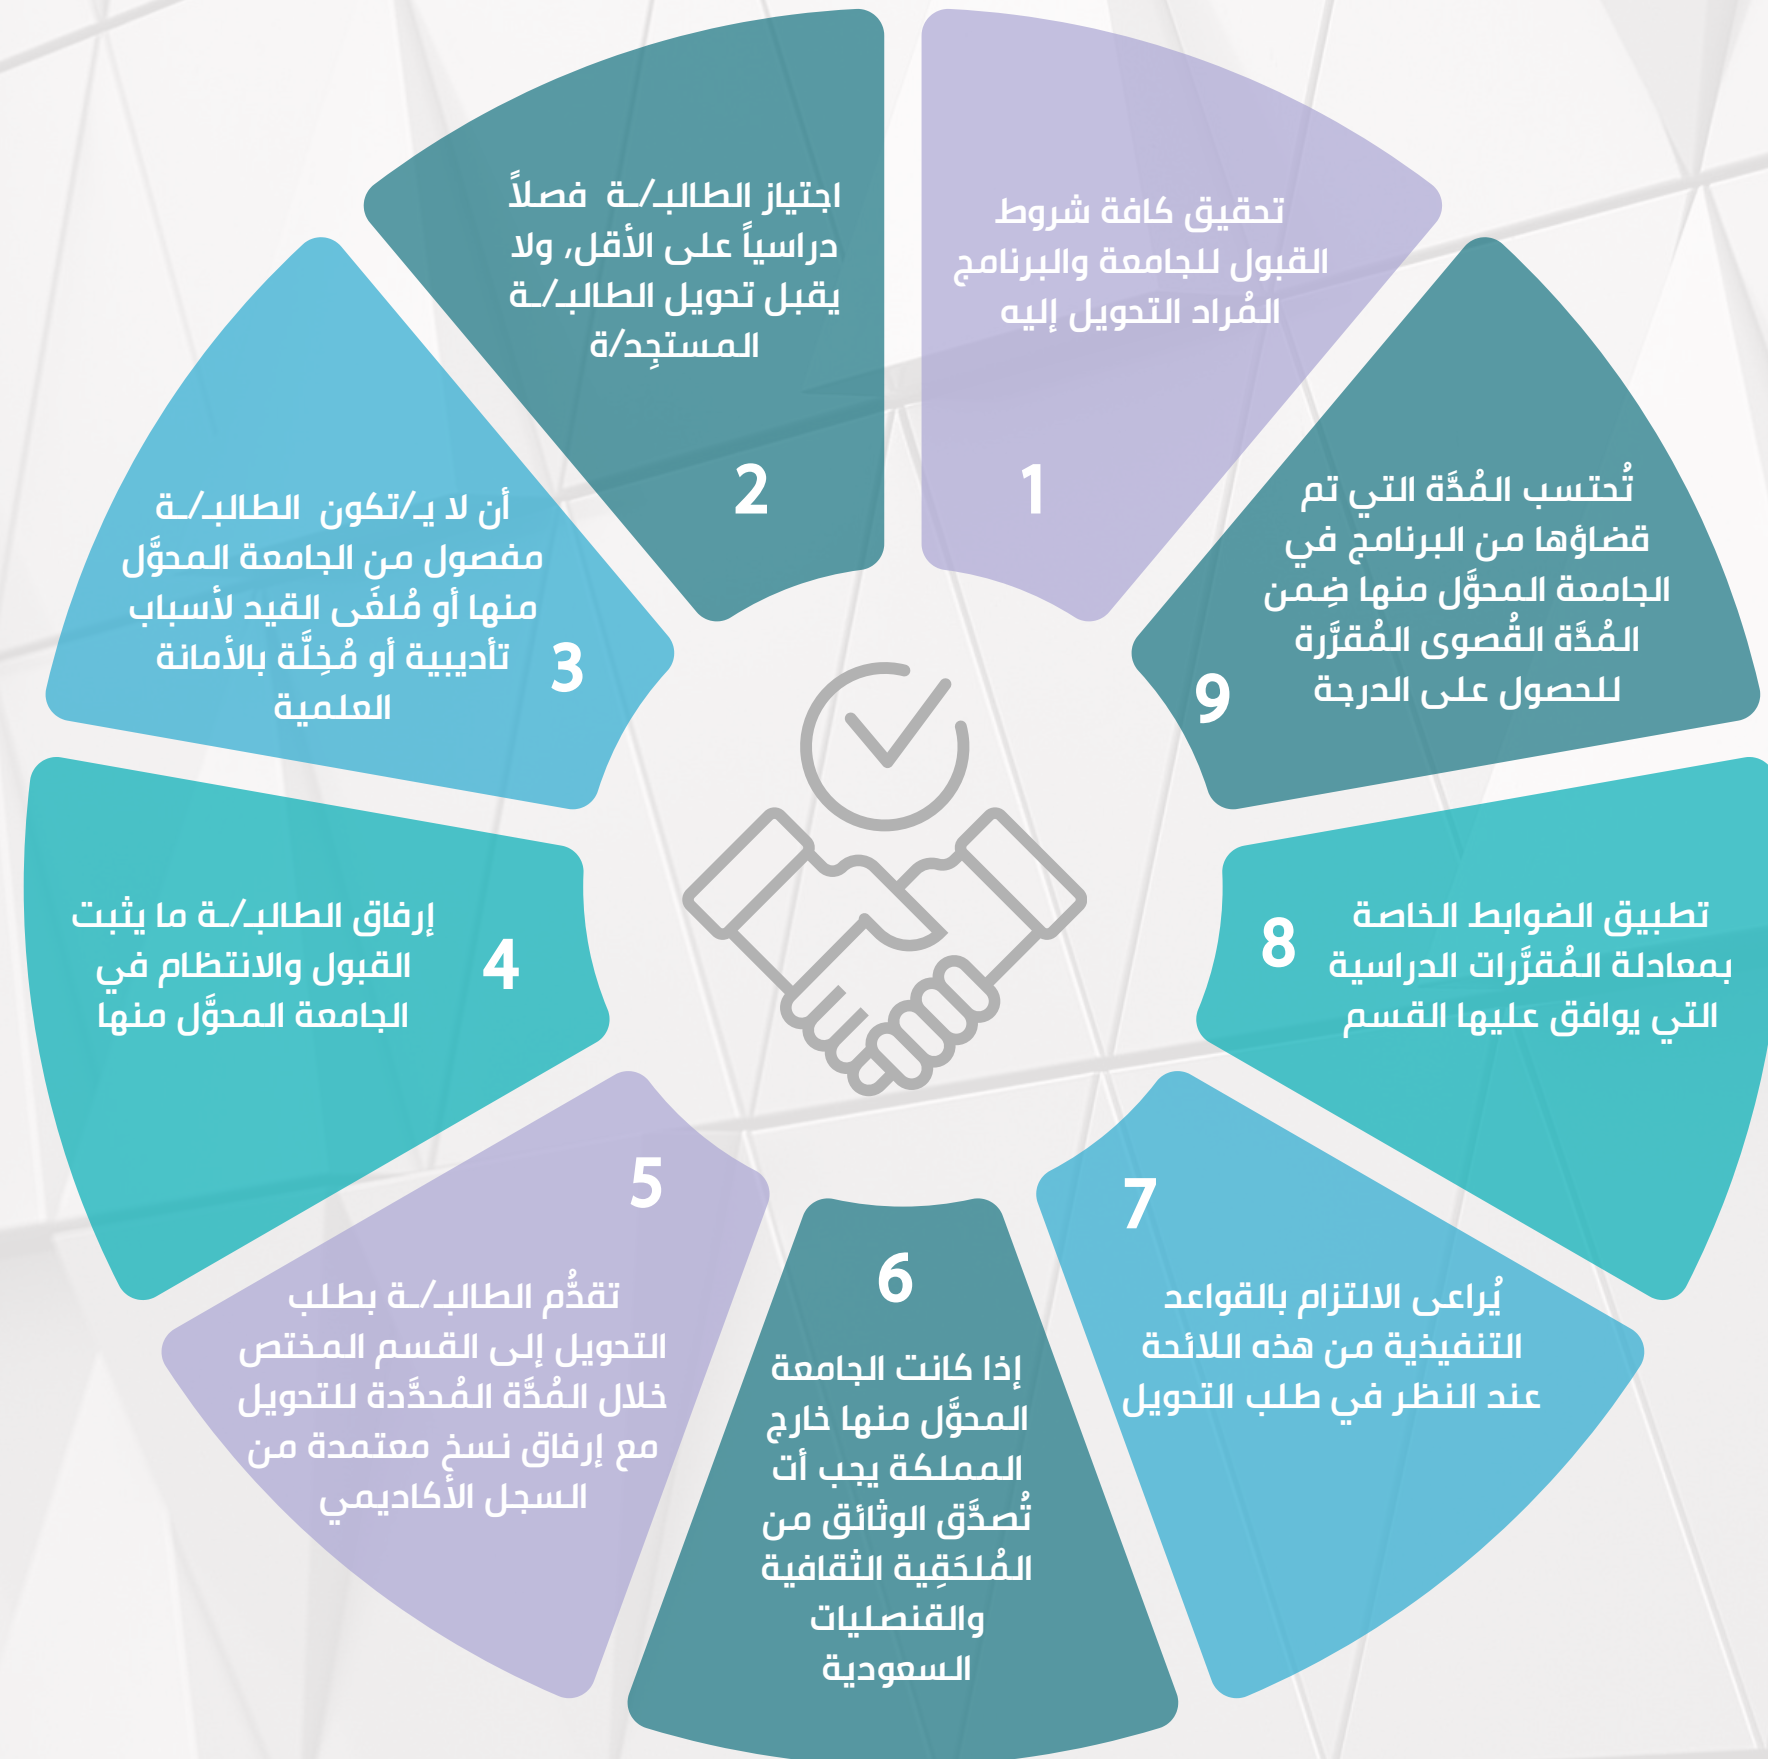 1
تحقيق كافة شروط
القبول للجامعة والبرنامج
المُراد التحويل إليه
2
اجتياز الطالبـ/ـة فصلاً
دراسياً على الأقل، ولا
يقبل تحويل الطالبـ/ـة
المستجِد/ة
3
أن لا يـ/تكون الطالبـ/ـة
مفصول من الجامعة المحوَّل
منها أو مُلغَى القيد لأسباب
تأديبية أو مُخِلَّة بالأمانة
العلمية
4
إرفاق الطالبـ/ـة ما يثبت
القبول والانتظام في
الجامعة المحوَّل منها
5
تقدُّم الطالبـ/ـة بطلب
التحويل إلى القسم المختص
خلال المُدَّة المُحدَّدة للتحويل
مع إرفاق نسخ معتمدة من
السجل الأكاديمي
6
إذا كانت الجامعة
المحوَّل منها خارج
المملكة يجب أت
تُصدَّق الوثائق من
المُلحَقِية الثقافية
والقنصليات
السعودية
7
يُراعى الالتزام بالقواعد
التنفيذية من هذه اللائحة
عند النظر في طلب التحويل
8
تطبيق الضوابط الخاصة
بمعادلة المُقرَّرات الدراسية
التي يوافق عليها القسم
9
تُحتسب المُدَّة التي تم
قضاؤها من البرنامج في
الجامعة المحوَّل منها ضِمن
المُدَّة القُصوى المُقرَّرة
للحصول على الدرجة